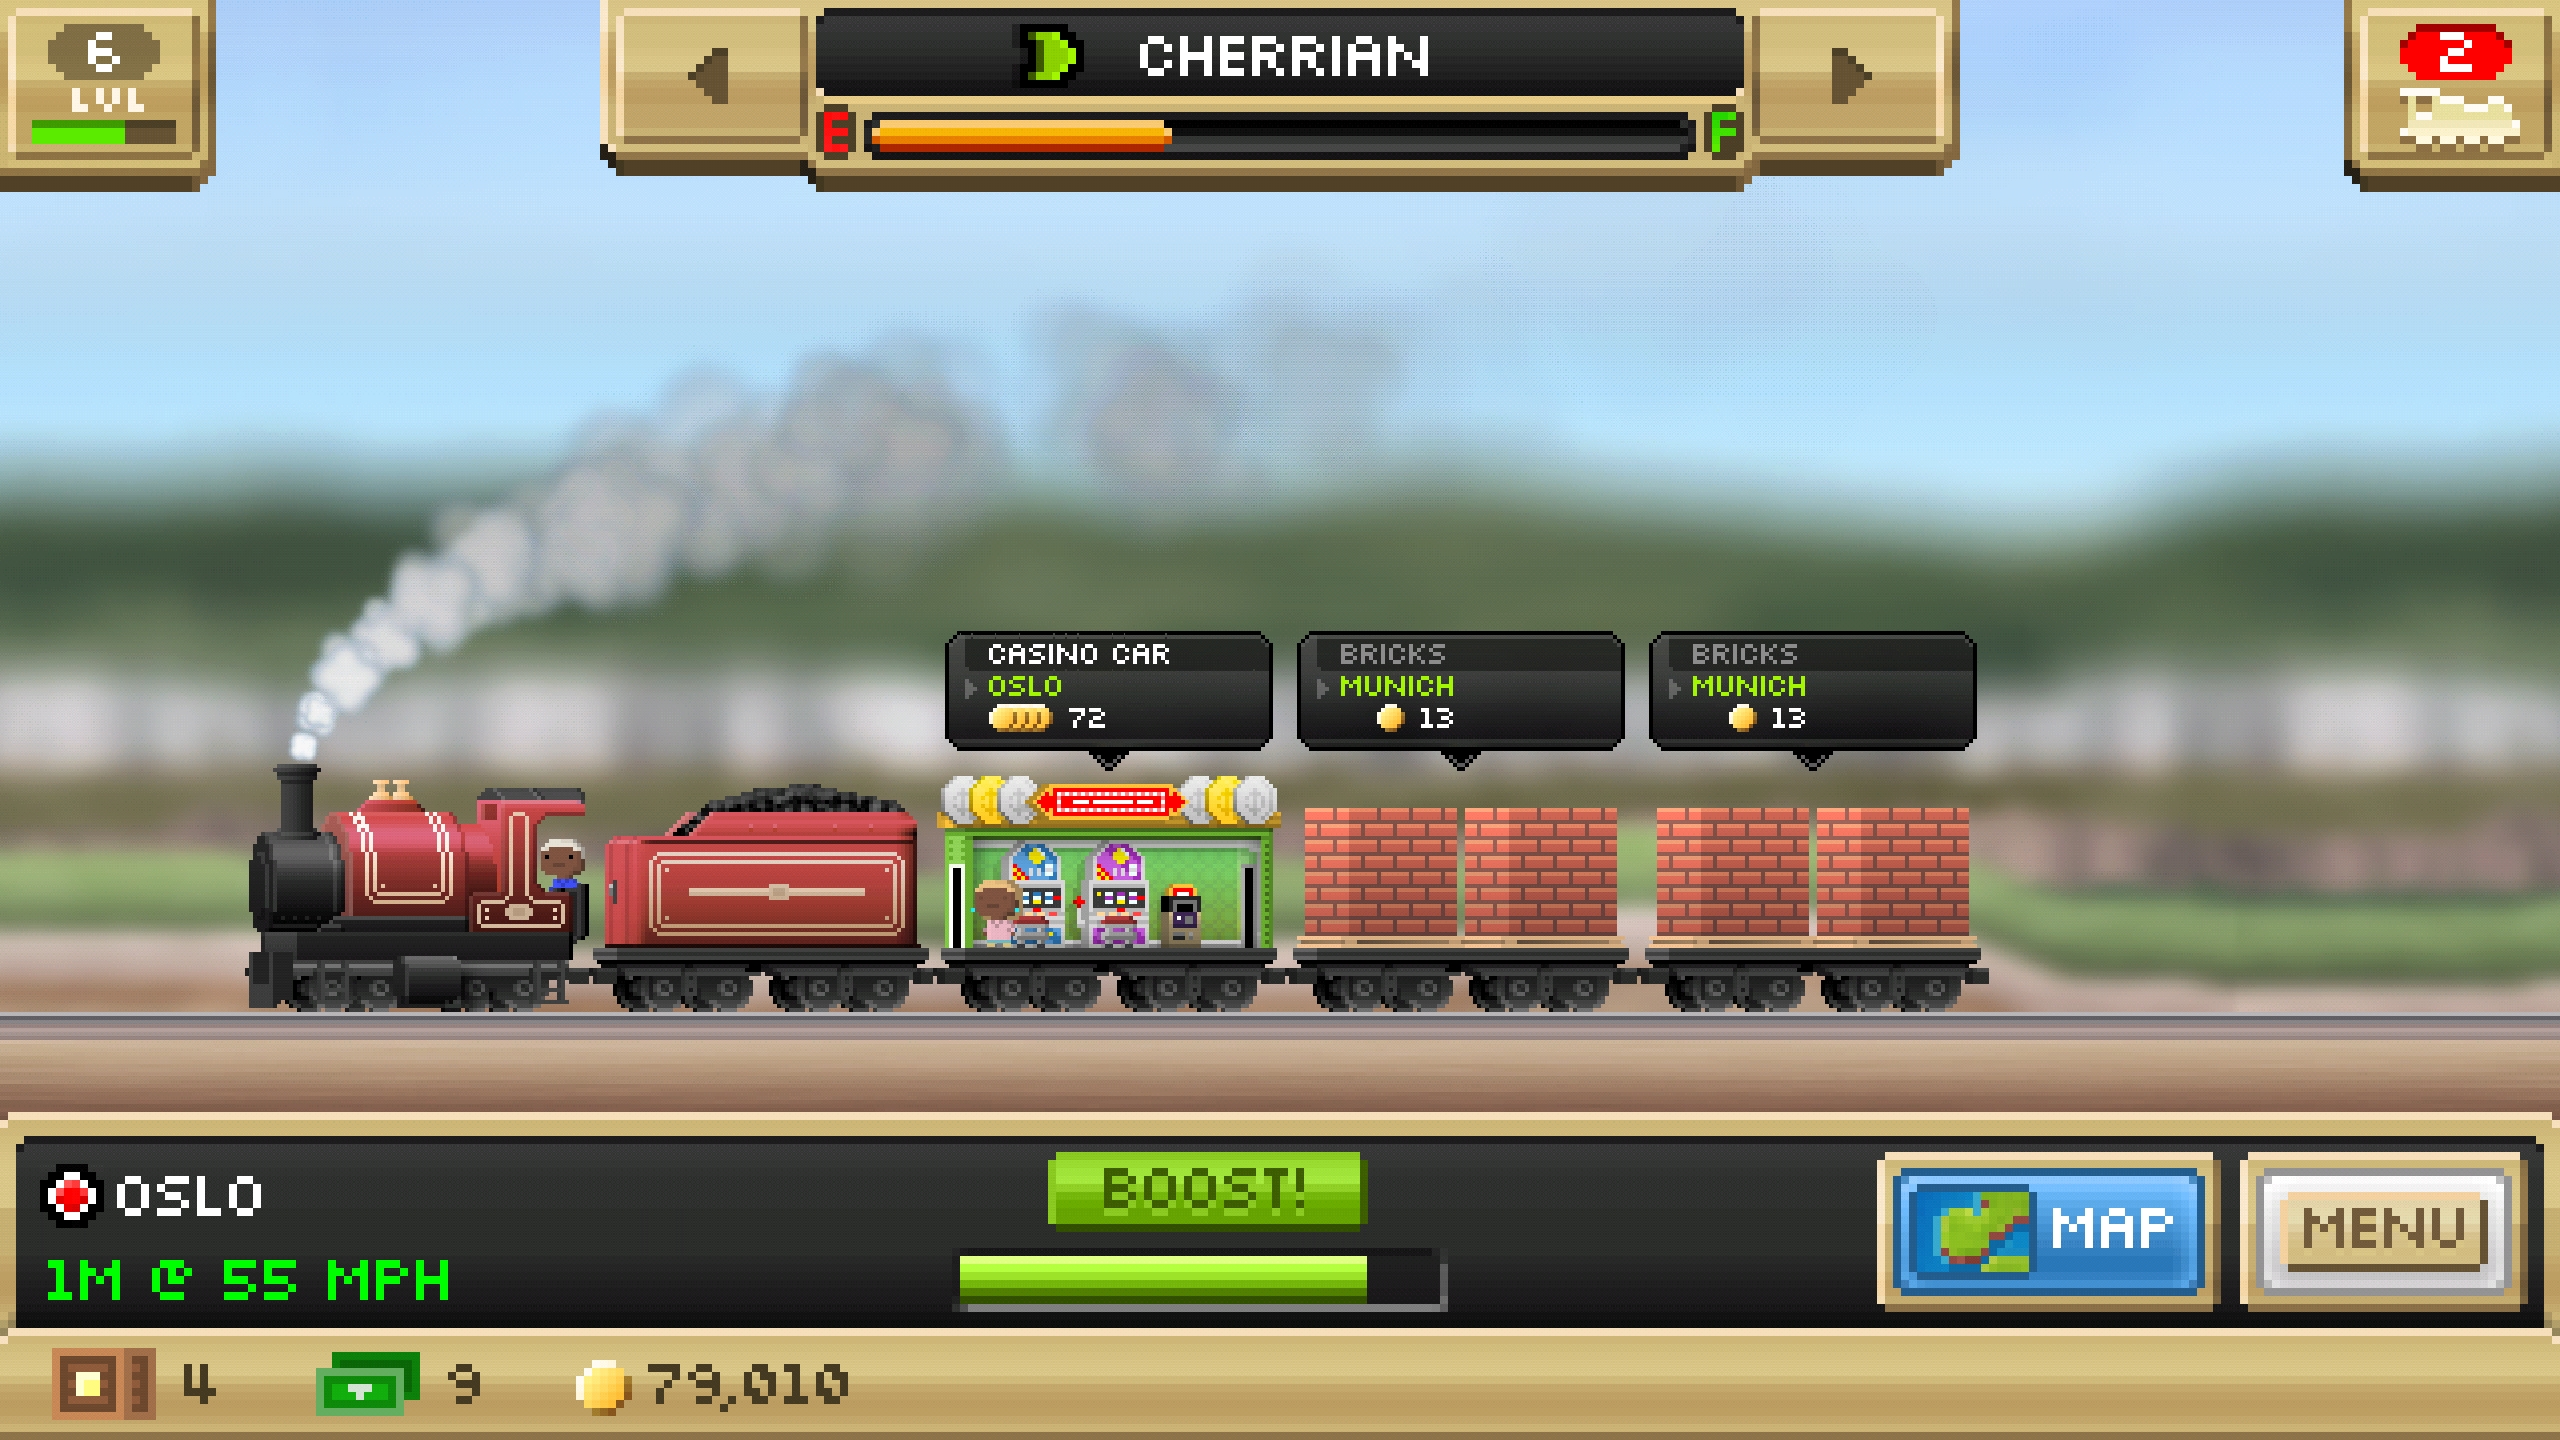 6
LVL
CHERRIAN
E F
2
CASINO CAR
OSLO
72
BRICKS
MUNICH
13
BRICKS
MUNICH
13
OSLO
1M @ 55 MPH
BOOST!
MAP
MENU
4
9
79,010